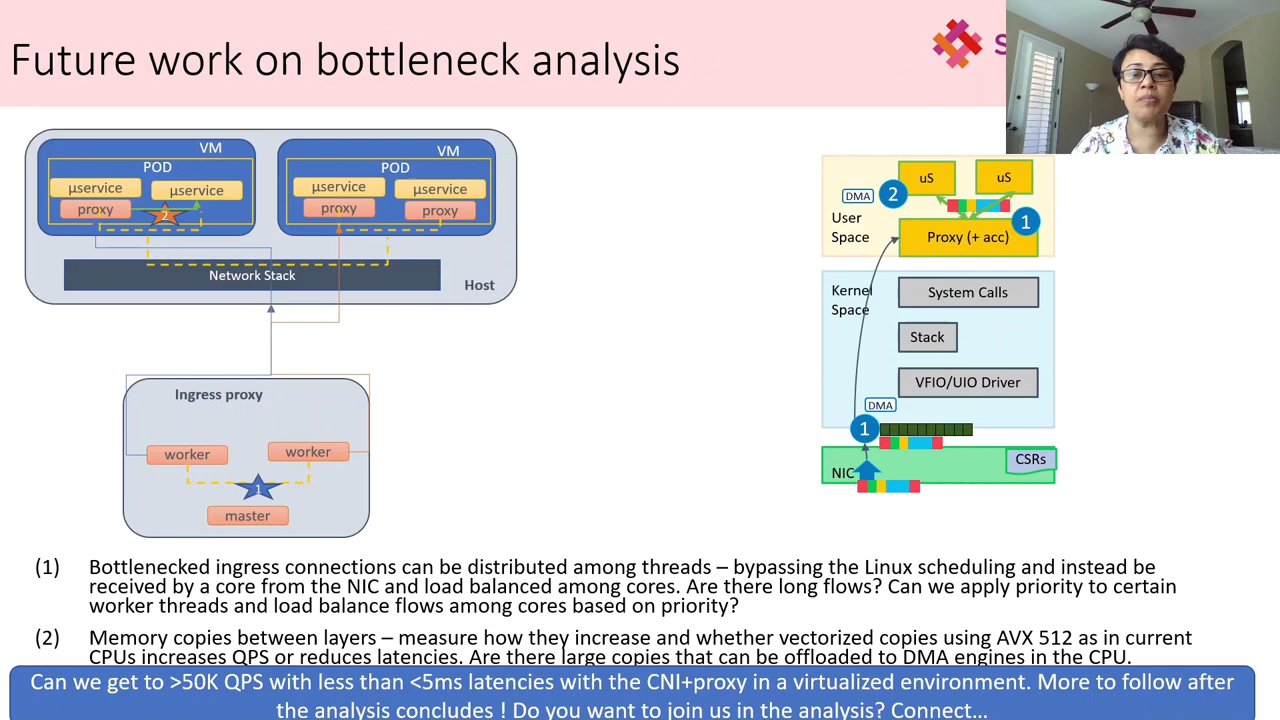 Future work on bottleneck analysis
S
VM
POD
μservice
μservice
proxy
2
VM
POD
μservice
μservice
proxy
proxy
Network Stack
Host
Ingress proxy
worker
worker
1
master
uS
uS
DMA
2
User
Space
1
Proxy (+ acc)
Kernel
Space
System Calls
Stack
VFIO/UIO Driver
DMA
1
CSRs
NIC
(1) Bottlenecked ingress connections can be distributed among threads – bypassing the Linux scheduling and instead be
received by a core from the NIC and load balanced among cores. Are there long flows? Can we apply priority to certain
worker threads and load balance flows among cores based on priority?
(2) Memory copies between layers – measure how they increase and whether vectorized copies using AVX 512 as in current
CPUs increases QPS or reduces latencies. Are there large copies that can be offloaded to DMA engines in the CPU.
Can we get to >50K QPS with less than <5ms latencies with the CNI+proxy in a virtualized environment. More to follow after
the analysis concludes ! Do you want to join us in the analysis? Connect...